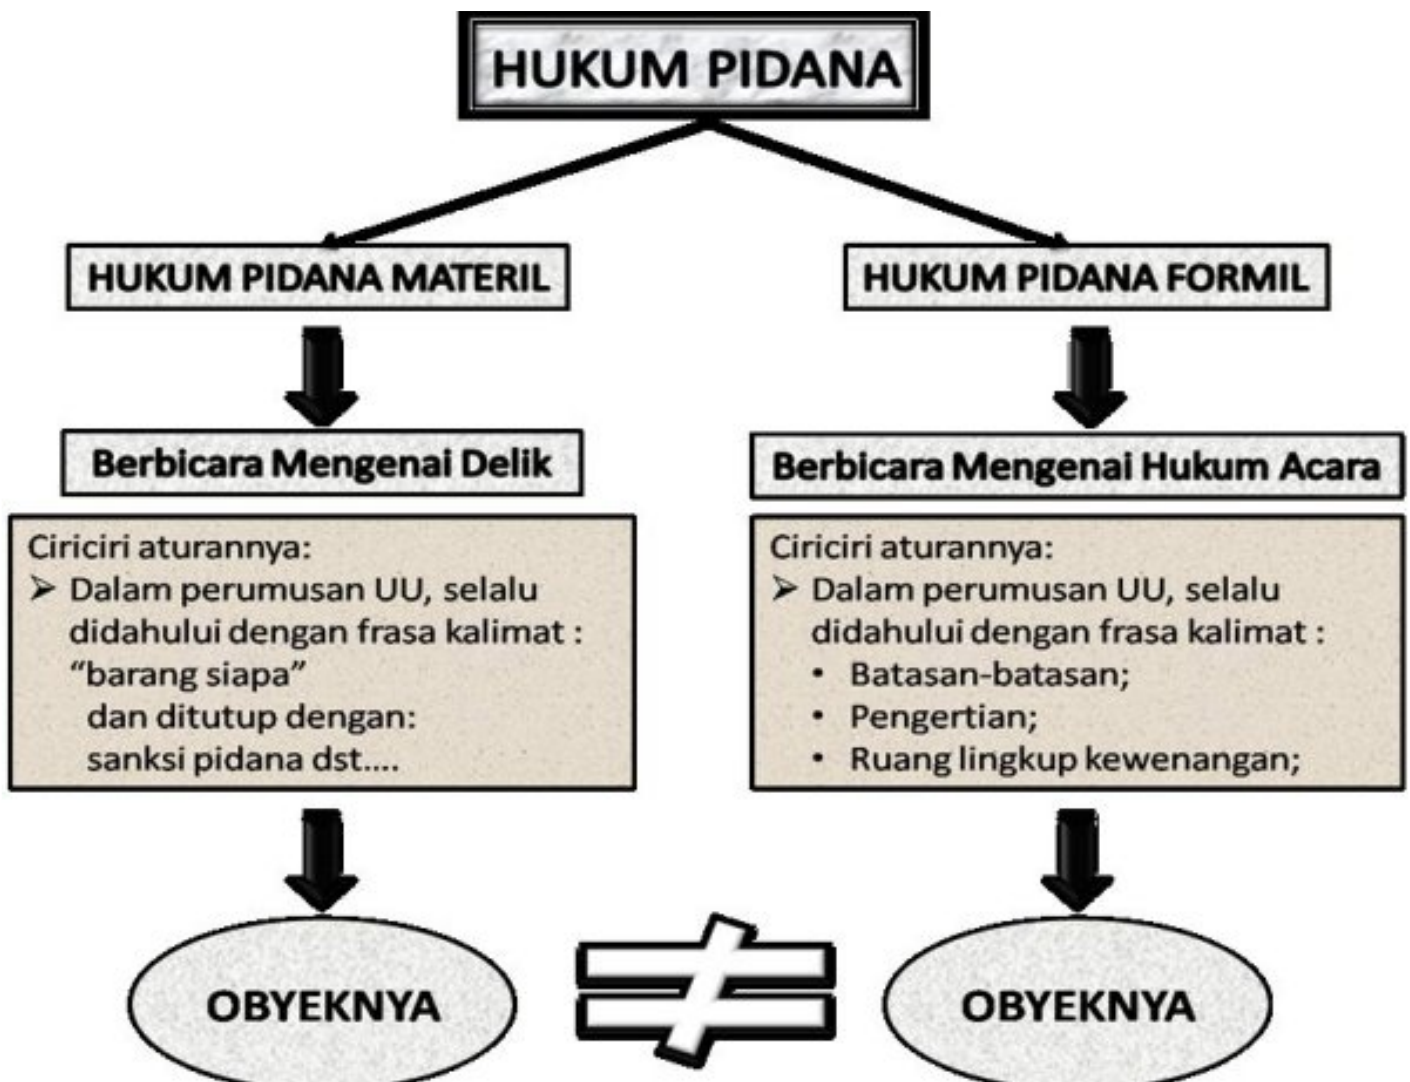 HUKUM PIDANA
HUKUM PIDANA MATERIL
HUKUM PIDANA FORMIL
Berbicara Mengenai Delik
Berbicara Mengenai Hukum Acara
Ciriciri aturannya:
➢ Dalam perumusan UU, selalu
didahului dengan frasa kalimat :
“barang siapa”
dan ditutup dengan:
sanksi pidana dst....
Ciriciri aturannya:
➢ Dalam perumusan UU, selalu
didahului dengan frasa kalimat :
• Batasan-batasan;
• Pengertian;
• Ruang lingkup kewenangan;
OBYEKNYA
≠
OBYEKNYA